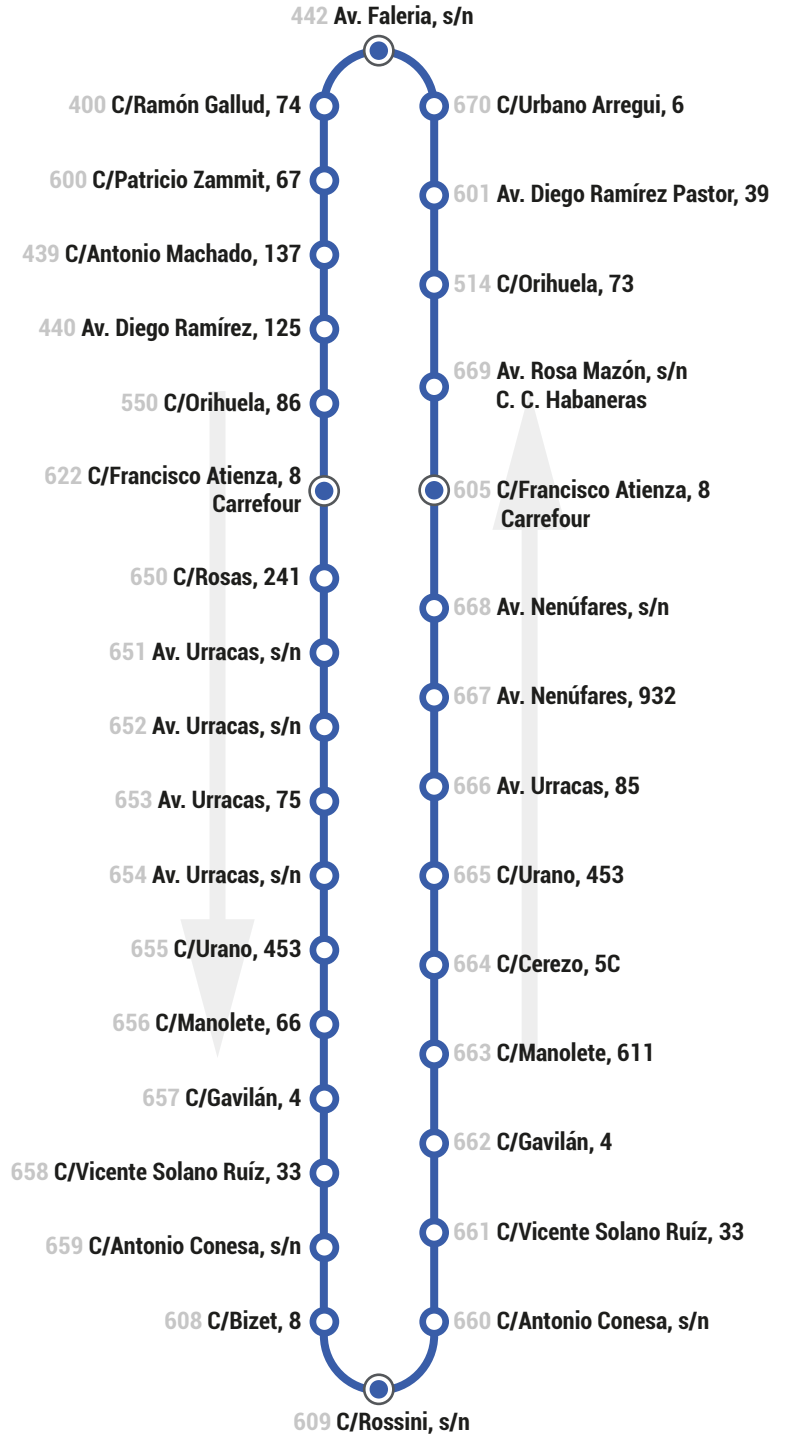 442 Av. Faleria, s/n
400 C/Ramón Gallud, 74
600 C/Patricio Zammit, 67
439 C/Antonio Machado, 137
440 Av. Diego Ramírez, 125
550 C/Orihuela, 86
622 C/Francisco Atienza, 8
Carrefour
650 C/Rosas, 241
651 Av. Urracas, s/n
652 Av. Urracas, s/n
653 Av. Urracas, 75
654 Av. Urracas, s/n
655 C/Urano, 453
656 C/Manolete, 66
657 C/Gavilán, 4
658 C/Vicente Solano Ruíz, 33
659 C/Antonio Conesa, s/n
608 C/Bizet, 8
670 C/Urbano Arregui, 6
601 Av. Diego Ramírez Pastor, 39
514 C/Orihuela, 73
669 Av. Rosa Mazón, s/n
C. C. Habaneras
605 C/Francisco Atienza, 8
Carrefour
668 Av. Nenúfares, s/n
667 Av. Nenúfares, 932
666 Av. Urracas, 85
665 C/Urano, 453
664 C/Cerezo, 5C
663 C/Manolete, 611
662 C/Gavilán, 4
661 C/Vicente Solano Ruíz, 33
660 C/Antonio Conesa, s/n
609 C/Rossini, s/n